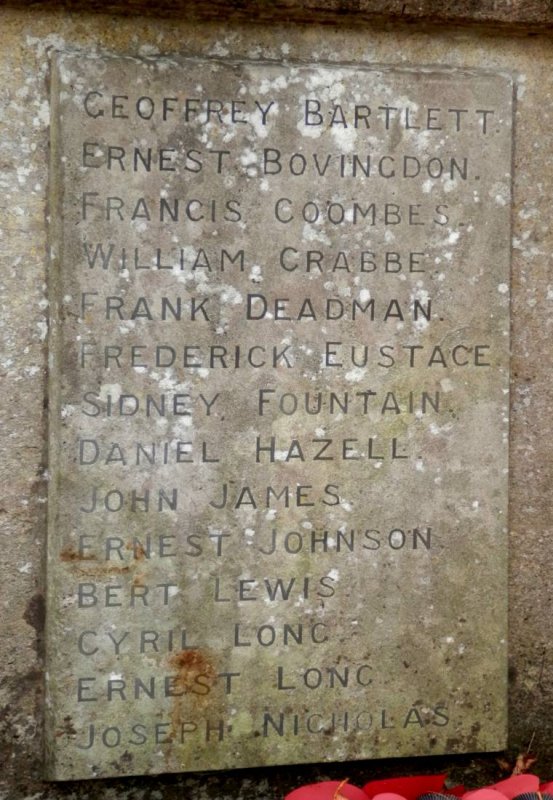 GEOFFREY BARTLETT.
ERNEST BOVINGDON.
FRANCIS COOMBES.
WILLIAM CRABBE.
FRANK DEADMAN.
FREDERICK EUSTACE
SIDNEY FOUNTAIN.
DANIEL HAZELL.
JOHN JAMES
ERNEST JOHNSON.
BERT LEWIS
CYRIL LONG
ERNEST LONG
JOSEPH NICHOLAS